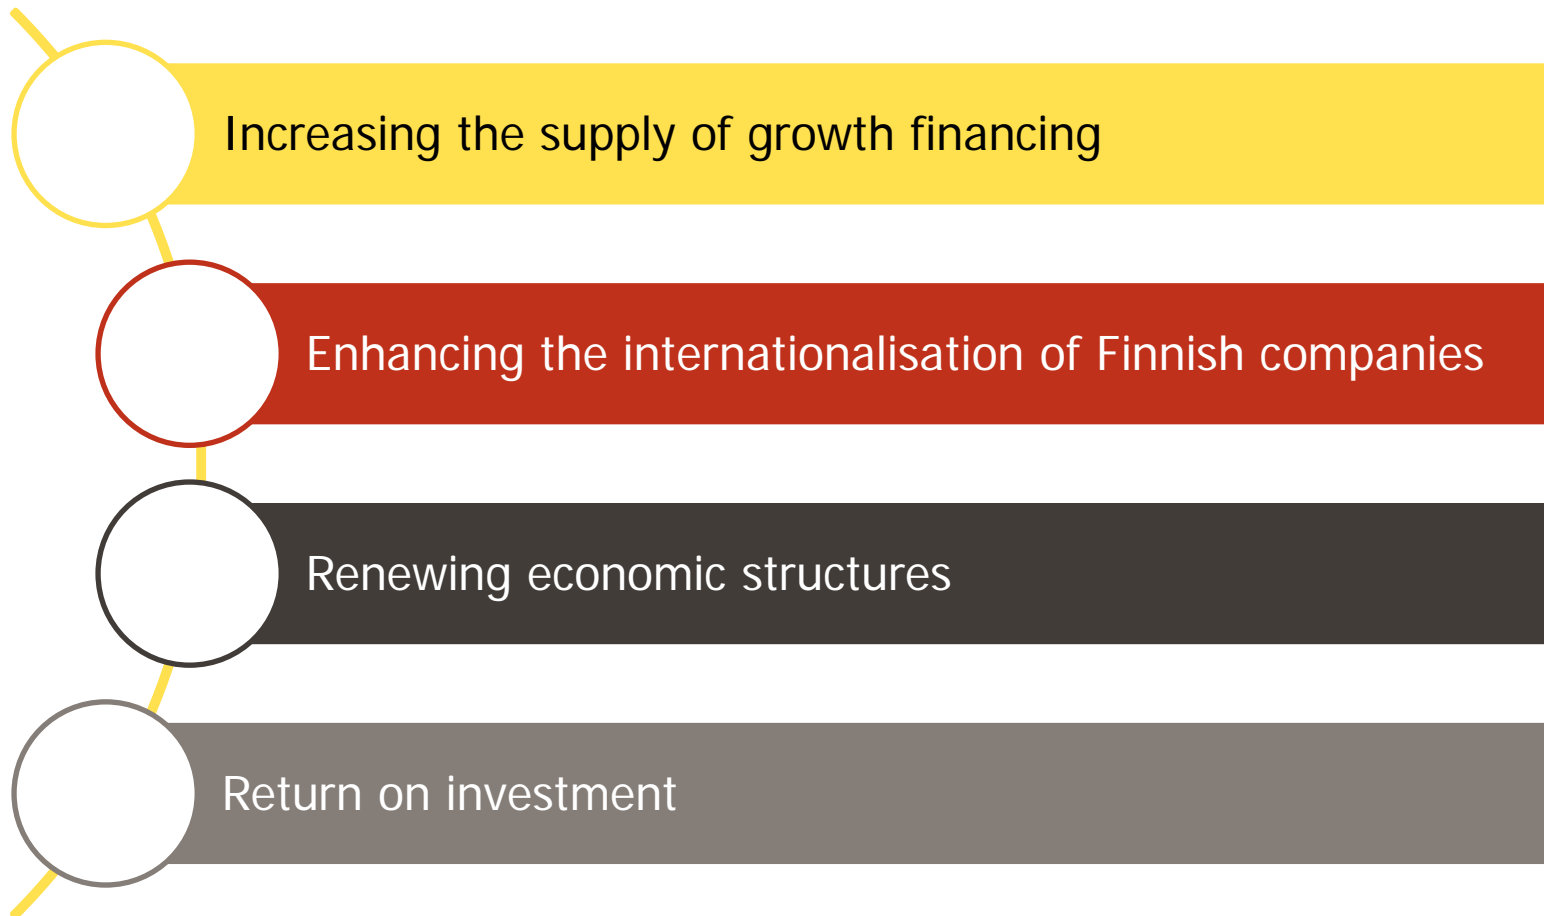 Increasing the supply of growth financing
Enhancing the internationalisation of Finnish companies
Renewing economic structures
Return on investment